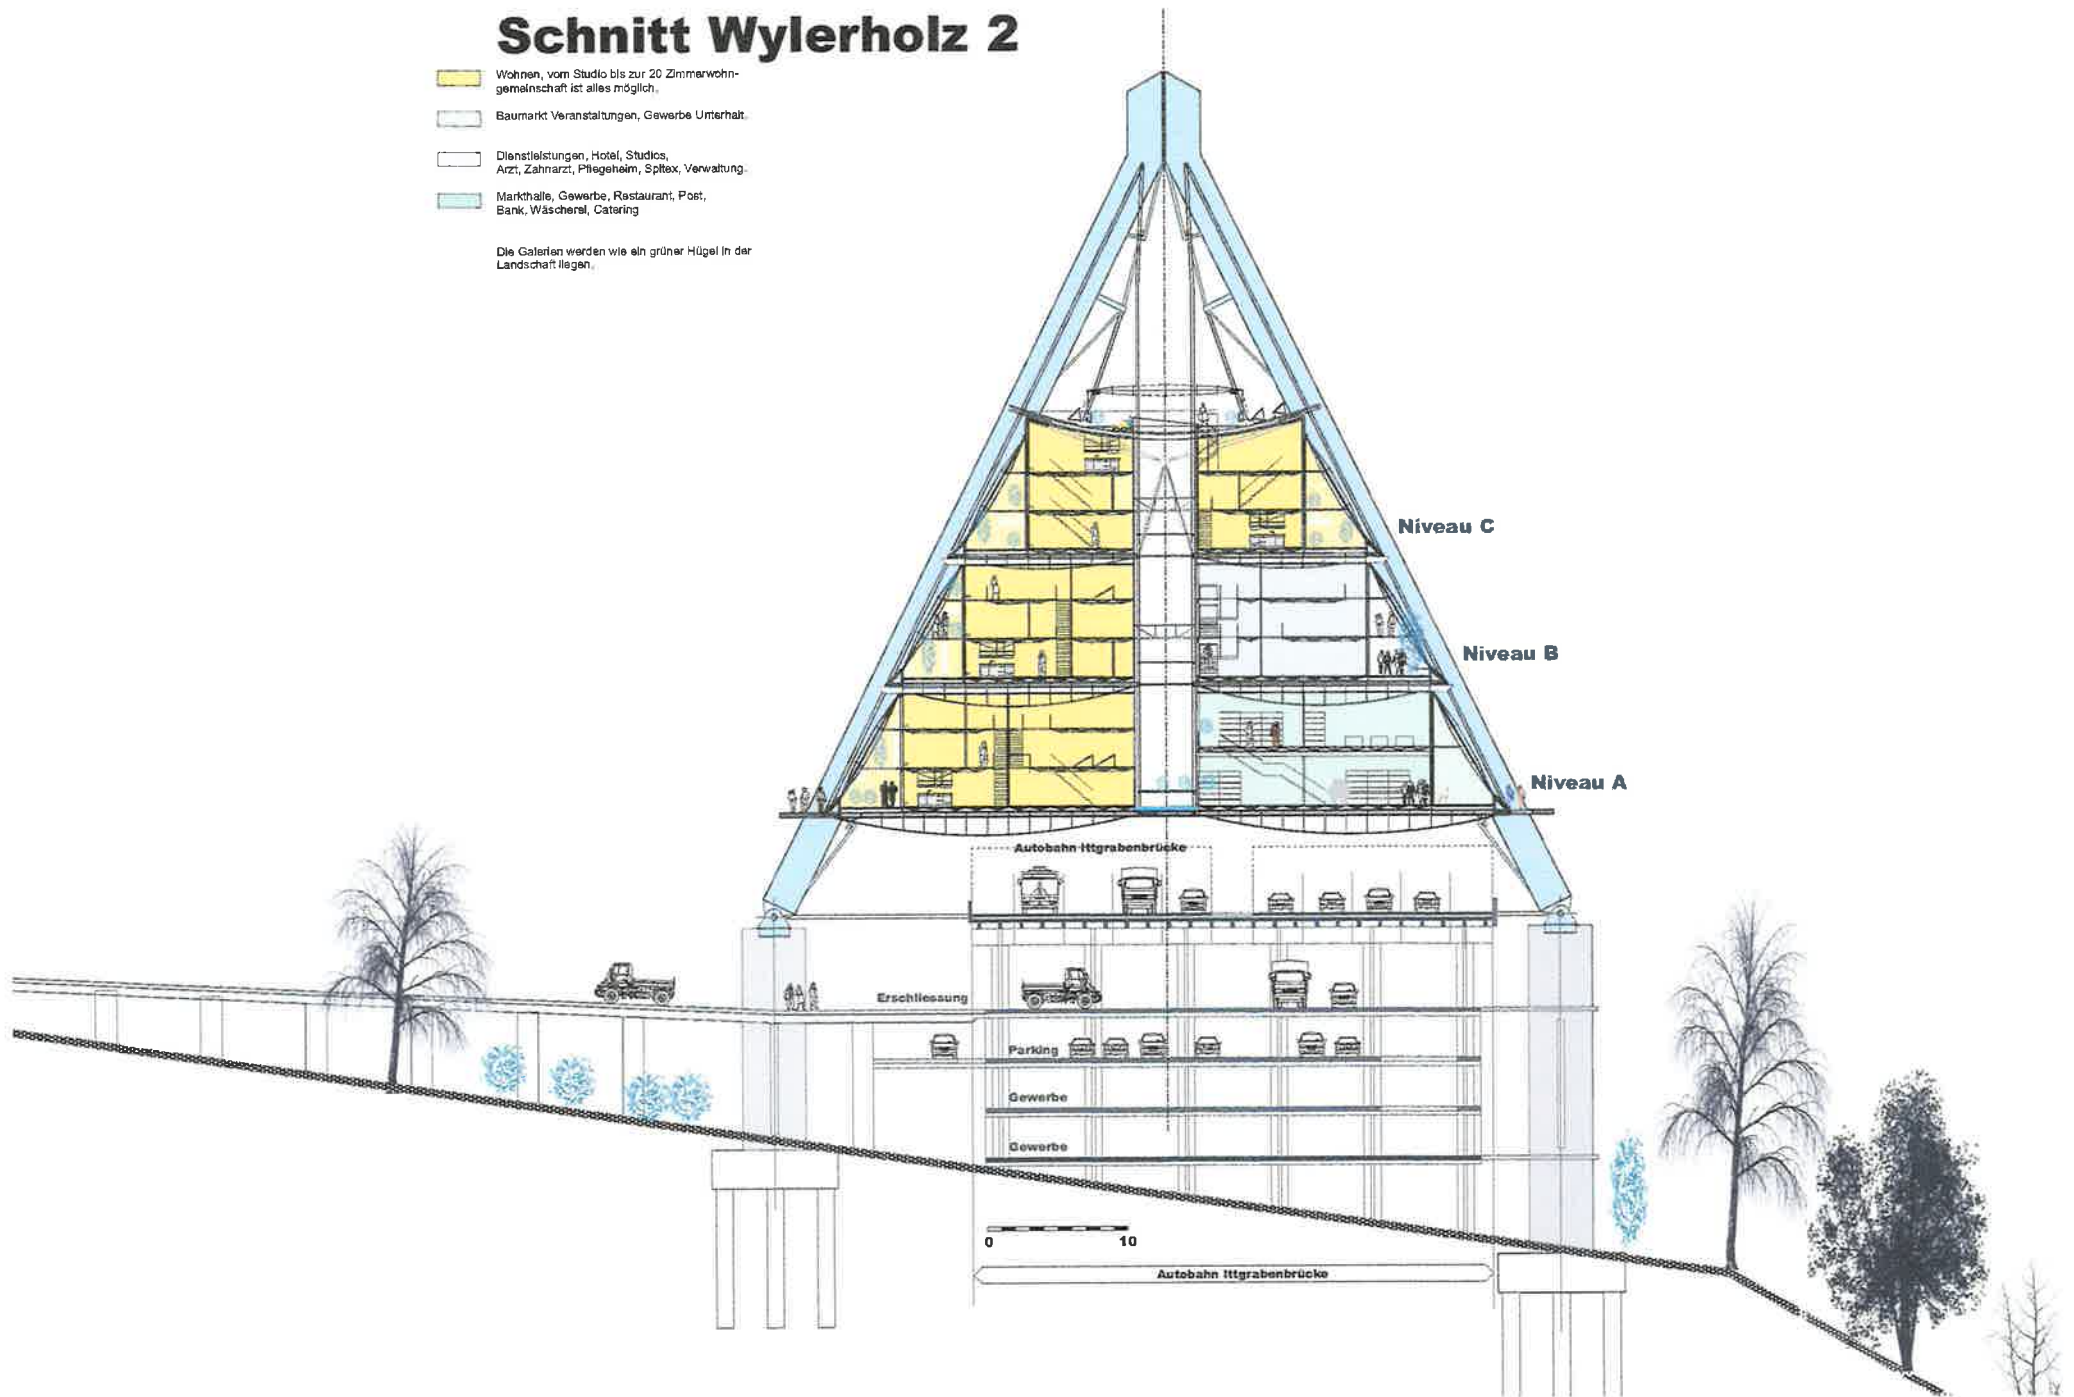 Schnitt Wylerholz 2
Wohnen, vom Studio bis zur 20 Zimmerwohn-
gemeinschaft ist alles möglich.
Baumarkt Veranstaltungen, Gewerbe Unterhalt.
Dienstleistungen, Hotel, Studios,
Arzt, Zahnarzt, Pflegeheim, Spitex, Verwaltung.
Markthalle, Gewerbe, Restaurant, Post,
Bank, Wäscherei, Catering
Die Galerien werden wie ein grüner Hügel in der
Landschaft liegen.
Niveau C
Niveau B
Niveau A
Autobahn Ittgrabenbrücke
Erschliessung
Parking
Gewerbe
Gewerbe
0 10
Autobahn Ittgrabenbrücke